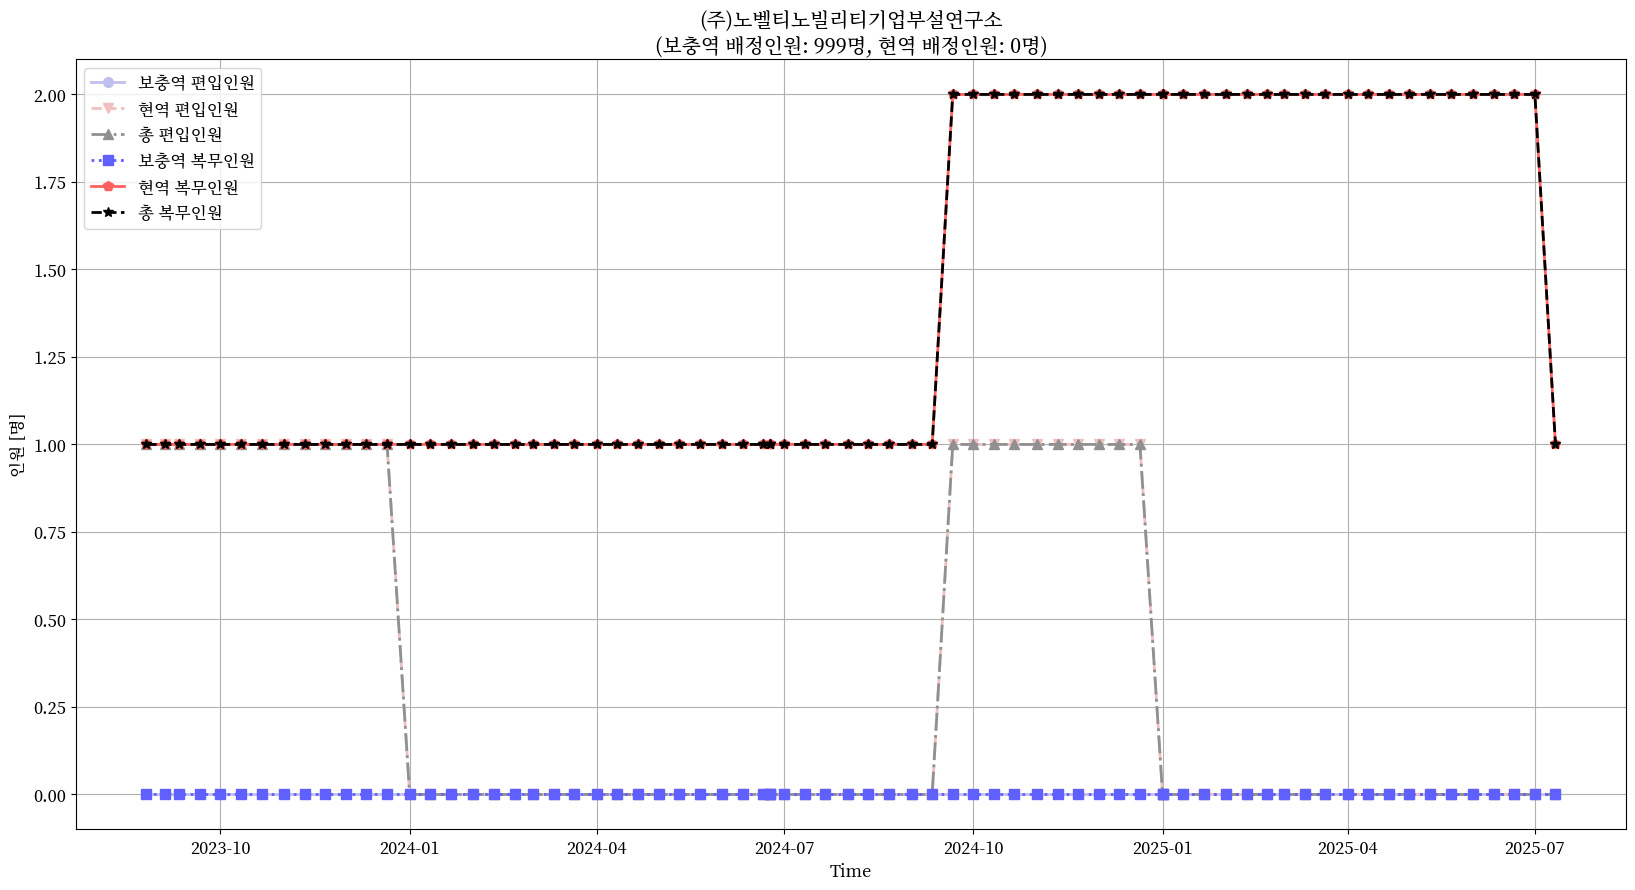 (주)노벨티노빌리티기업부설연구소
(보충역 배정인원: 999명, 현역 배정인원: 0명)
보충역 편입인원
현역 편입인원
총 편입인원
보충역 복무인원
현역 복무인원
총 복무인원
2.00
1.75
1.50
1.25
1.00
0.75
0.50
0.25
0.00
인원 [명]
2023-10
2024-01
2024-04
2024-07
2024-10
2025-01
2025-04
2025-07
Time